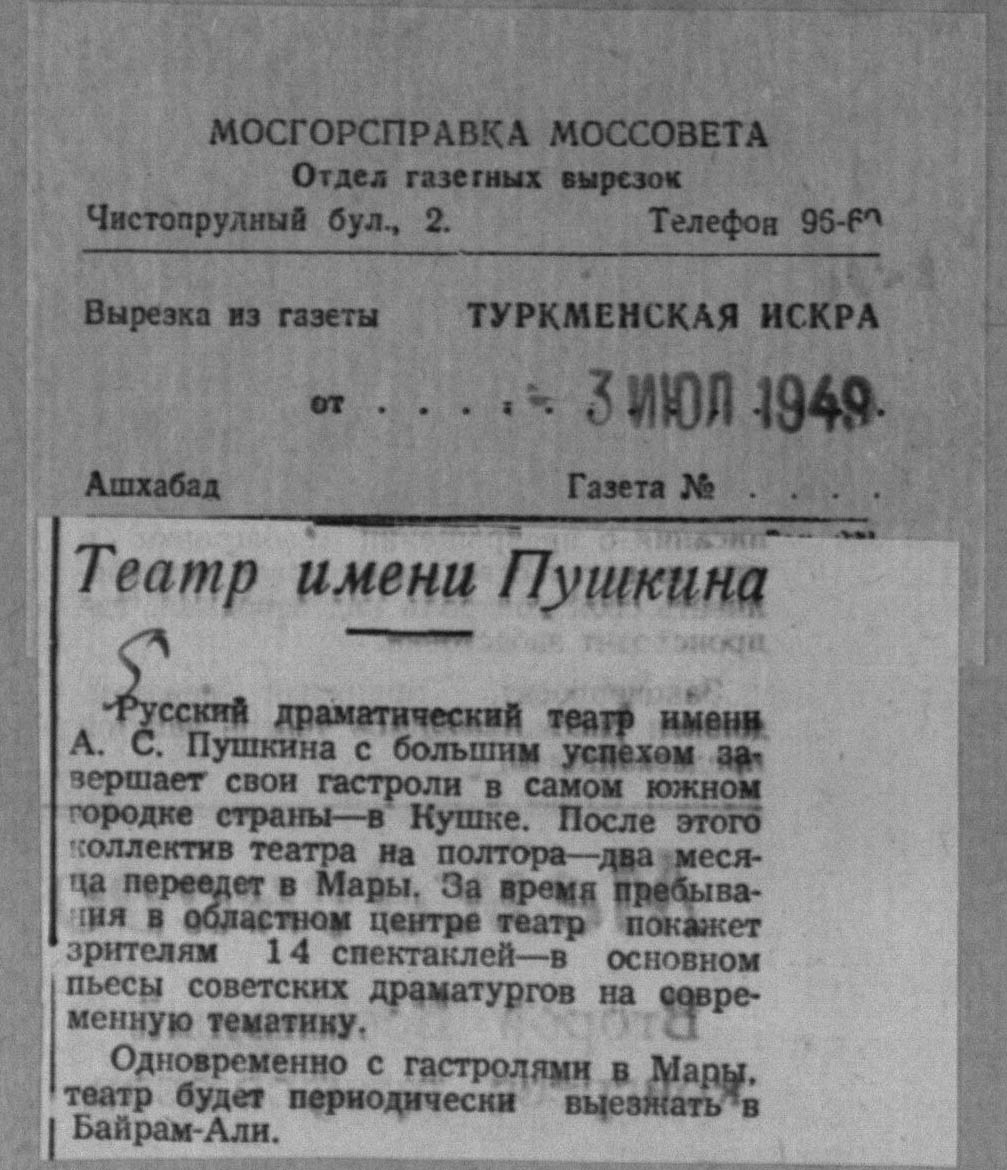 МОСГОРСПРАВКА МОССОВЕТА
Отдел газетных вырезок
Чистопрудный бул., 2. Телефон 96-69
Вырезка из газеты ТУРКМЕНСКАЯ ИСКРА
от . . . . . - 3 ИЮЛ 1949 .
Ашхабад Газета № . . . .
Театр имени Пушкина
Русский драматический театр имени
А. С. Пушкина с большим успехом за-
вершает свои гастроли в самом южном
городке страны—в Кушке. После этого
коллектив театра на полтора—два меся-
ца переедет в Мары. За время пребыва-
ния в областном центре театр покажет
зрителям 14 спектаклей—в основном
пьесы советских драматургов на совре-
менную тематику.
Одновременно с гастролями в Мары,
театр будет периодически выезжать в
Байрам-Али.